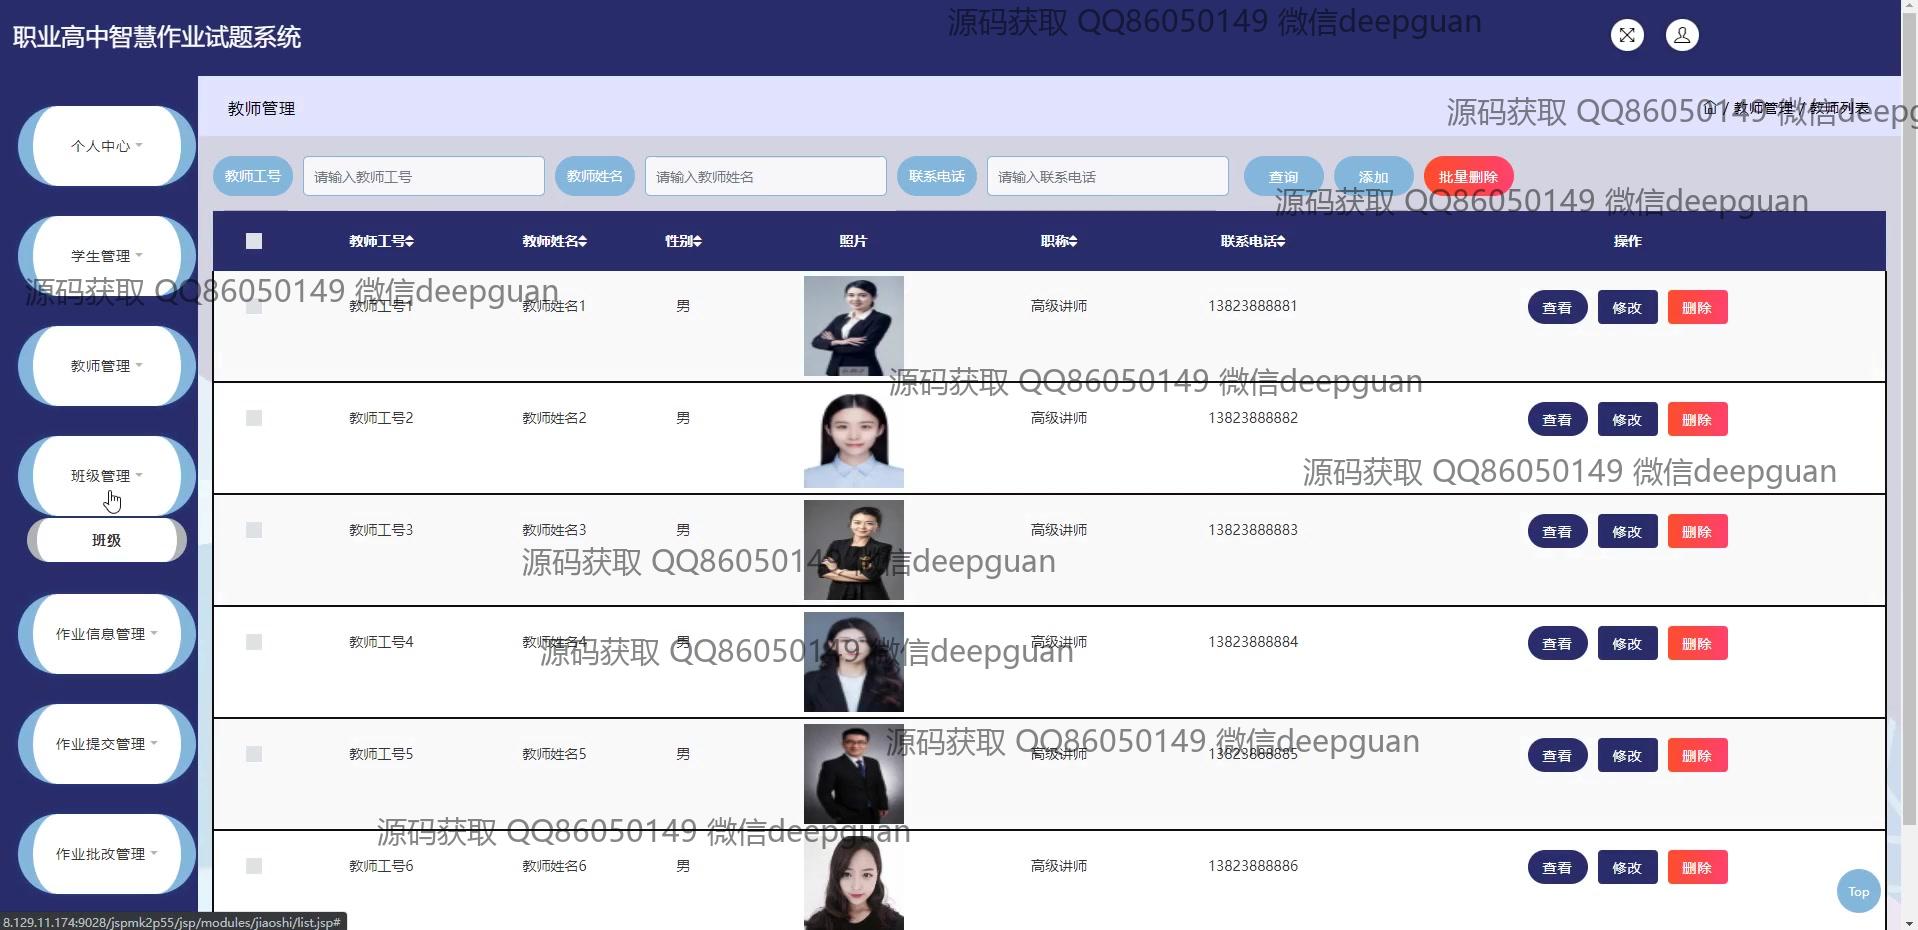 职业高中智慧作业试题系统
源码获取 QQ86050149 微信deepguan
个人中心
学生管理
教师管理
班级管理
班级
作业信息管理
作业提交管理
作业批改管理
教师管理
/ 教师管理 / 教师列表
源码获取 QQ86050149 微信deepg
教师工号 请输入教师工号 教师姓名 请输入教师姓名 联系电话 请输入联系电话 查询 添加 批量删除
源码获取 QQ86050149 微信deepguan
教师工号 教师姓名 性别 照片 职称 联系电话 操作
源码获取 QQ86050149 微信deepguan
教师工号1 教师姓名1 男 高级讲师 13823888881 查看 修改 删除
源码获取 QQ86050149 微信deepguan
教师工号2 教师姓名2 男 高级讲师 13823888882 查看 修改 删除
源码获取 QQ86050149 微信deepguan
教师工号3 教师姓名3 男 高级讲师 13823888883 查看 修改 删除
源码获取 QQ86050149 微信deepguan
教师工号4 教师姓名4 男 高级讲师 13823888884 查看 修改 删除
源码获取 QQ86050149 微信deepguan
教师工号5 教师姓名5 男 高级讲师 13823888885 查看 修改 删除
源码获取 QQ86050149 微信deepguan
源码获取 QQ86050149 微信deepguan
教师工号6 教师姓名6 男 高级讲师 13823888886 查看 修改 删除
Top
8.129.11.174:9028/jspmk2p55/jsp/modules/jiaoshi/list.jsp#